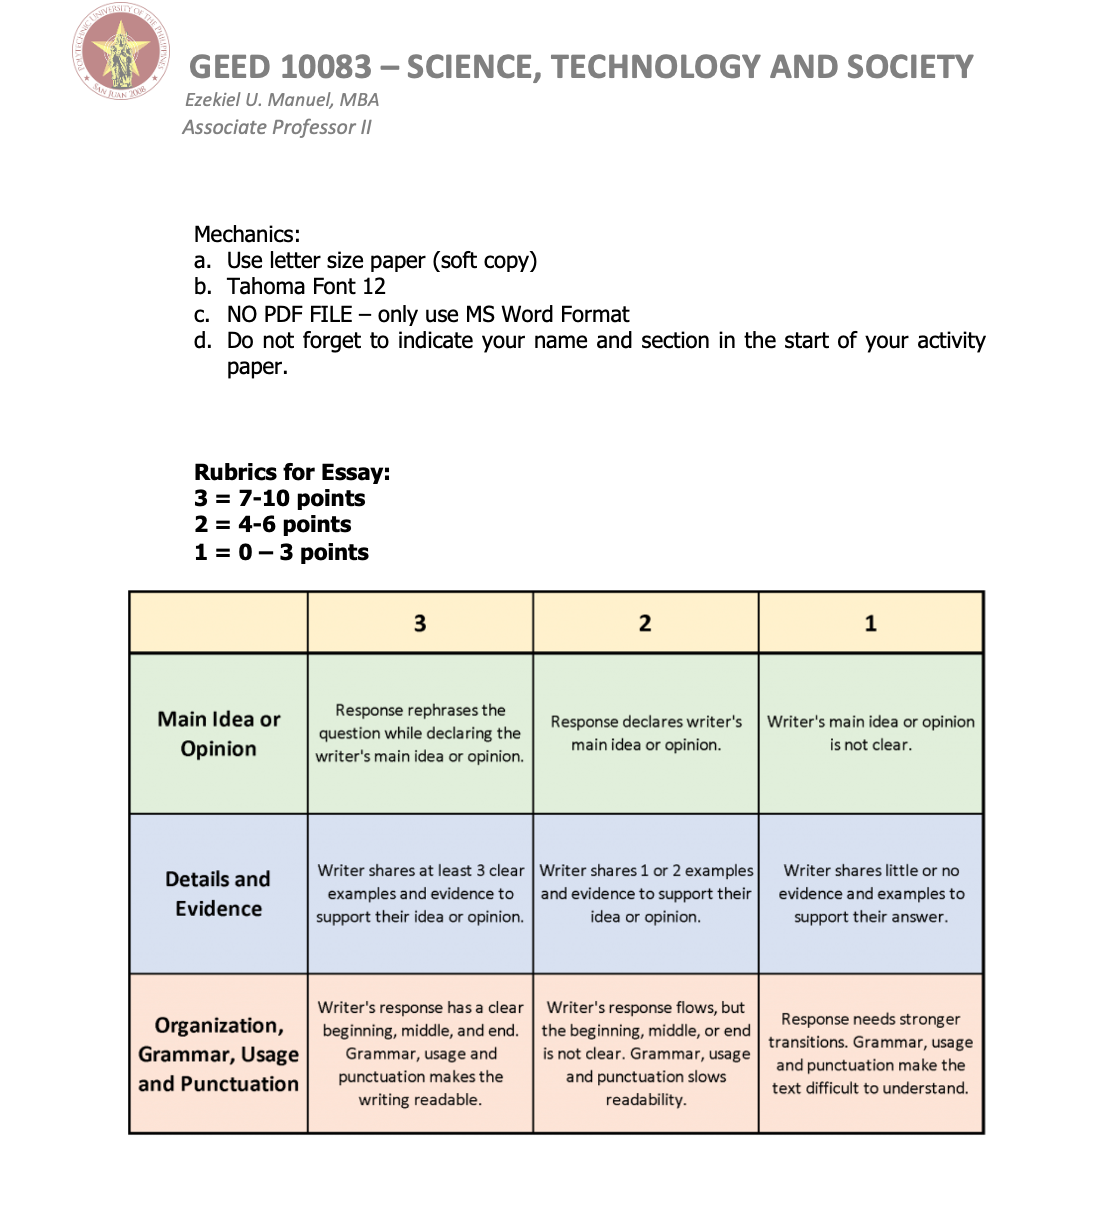 POLYTECHNIC UNIVERSITY OF THE PHILIPPINES
SAN JUAN 2008
GEED 10083 – SCIENCE, TECHNOLOGY AND SOCIETY
Ezekiel U. Manuel, MBA
Associate Professor II
Mechanics:
a. Use letter size paper (soft copy)
b. Tahoma Font 12
c. NO PDF FILE – only use MS Word Format
d. Do not forget to indicate your name and section in the start of your activity
paper.
Rubrics for Essay:
3 = 7-10 points
2 = 4-6 points
1 = 0 – 3 points
3
2
1
Main Idea or
Opinion
Response rephrases the
question while declaring the
writer's main idea or opinion.
Response declares writer's
main idea or opinion.
Writer's main idea or opinion
is not clear.
Details and
Evidence
Writer shares at least 3 clear
examples and evidence to
support their idea or opinion.
Writer shares 1 or 2 examples
and evidence to support their
idea or opinion.
Writer shares little or no
evidence and examples to
support their answer.
Organization,
Grammar, Usage
and Punctuation
Writer's response has a clear
beginning, middle, and end.
Grammar, usage and
punctuation makes the
writing readable.
Writer's response flows, but
the beginning, middle, or end
is not clear. Grammar, usage
and punctuation slows
readability.
Response needs stronger
transitions. Grammar, usage
and punctuation make the
text difficult to understand.